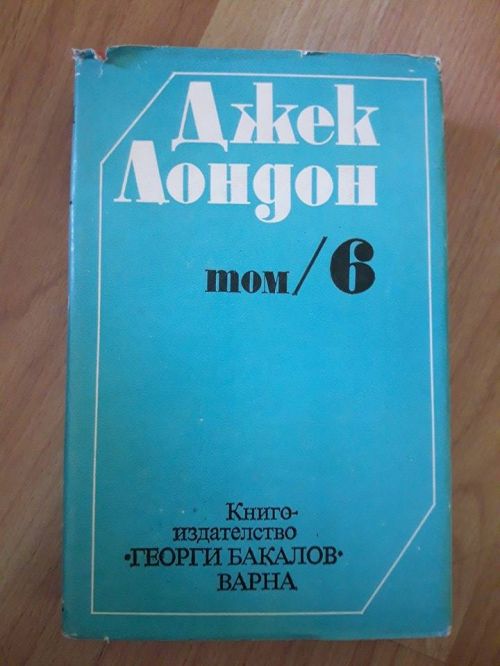 Джек
Лондон
том/6
Книго-
издателство
•ГЕОРГИ БАКАЛОВ•
ВАРНА